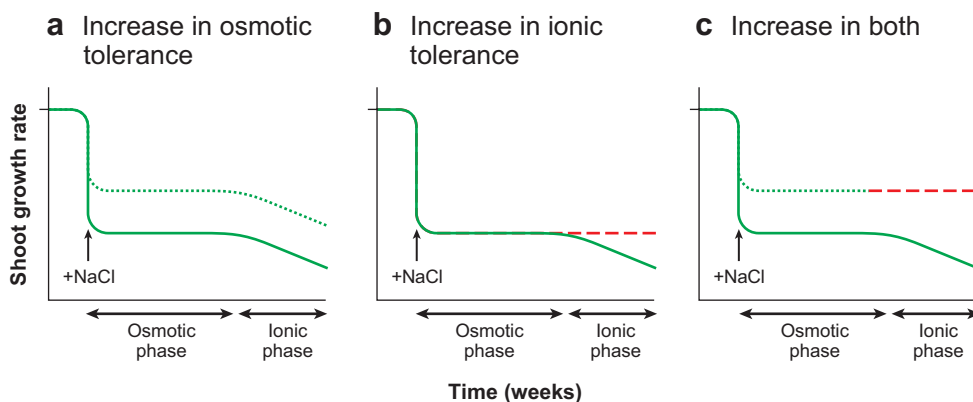 a Increase in osmotic
tolerance
b Increase in ionic
tolerance
c Increase in both
Shoot growth rate
+NaCl
+NaCl
+NaCl
Osmotic
phase
Ionic
phase
Osmotic
phase
Ionic
phase
Osmotic
phase
Ionic
phase
Time (weeks)